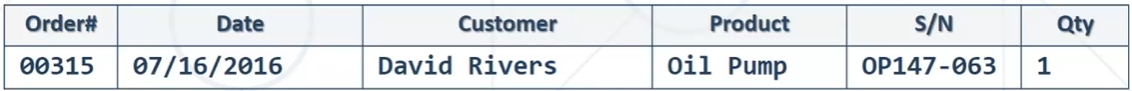 Order# Date Customer Product S/N Qty
00315 07/16/2016 David Rivers Oil Pump OP147-063 1